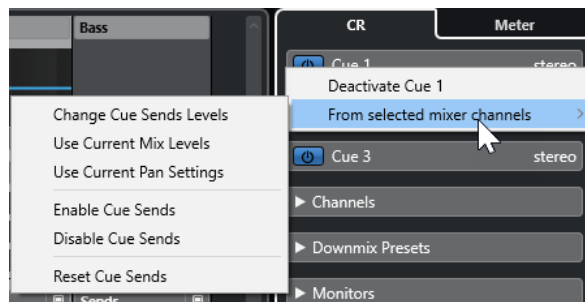 Bass
CR
Meter
Cue 1
stereo
Deactivate Cue 1
From selected mixer channels
Change Cue Sends Levels
Use Current Mix Levels
Use Current Pan Settings
Enable Cue Sends
Disable Cue Sends
Reset Cue Sends
Cue 3
stereo
Channels
Downmix Presets
Monitors
Sends